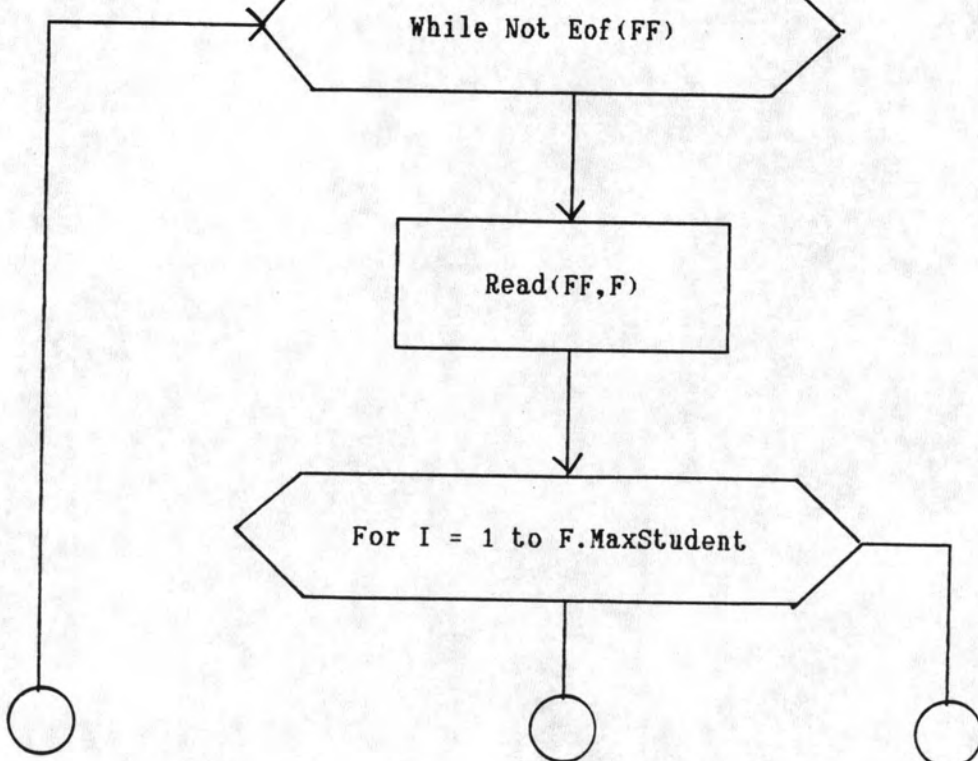 While Not Eof(FF)
Read(FF,F)
For I = 1 to F.MaxStudent